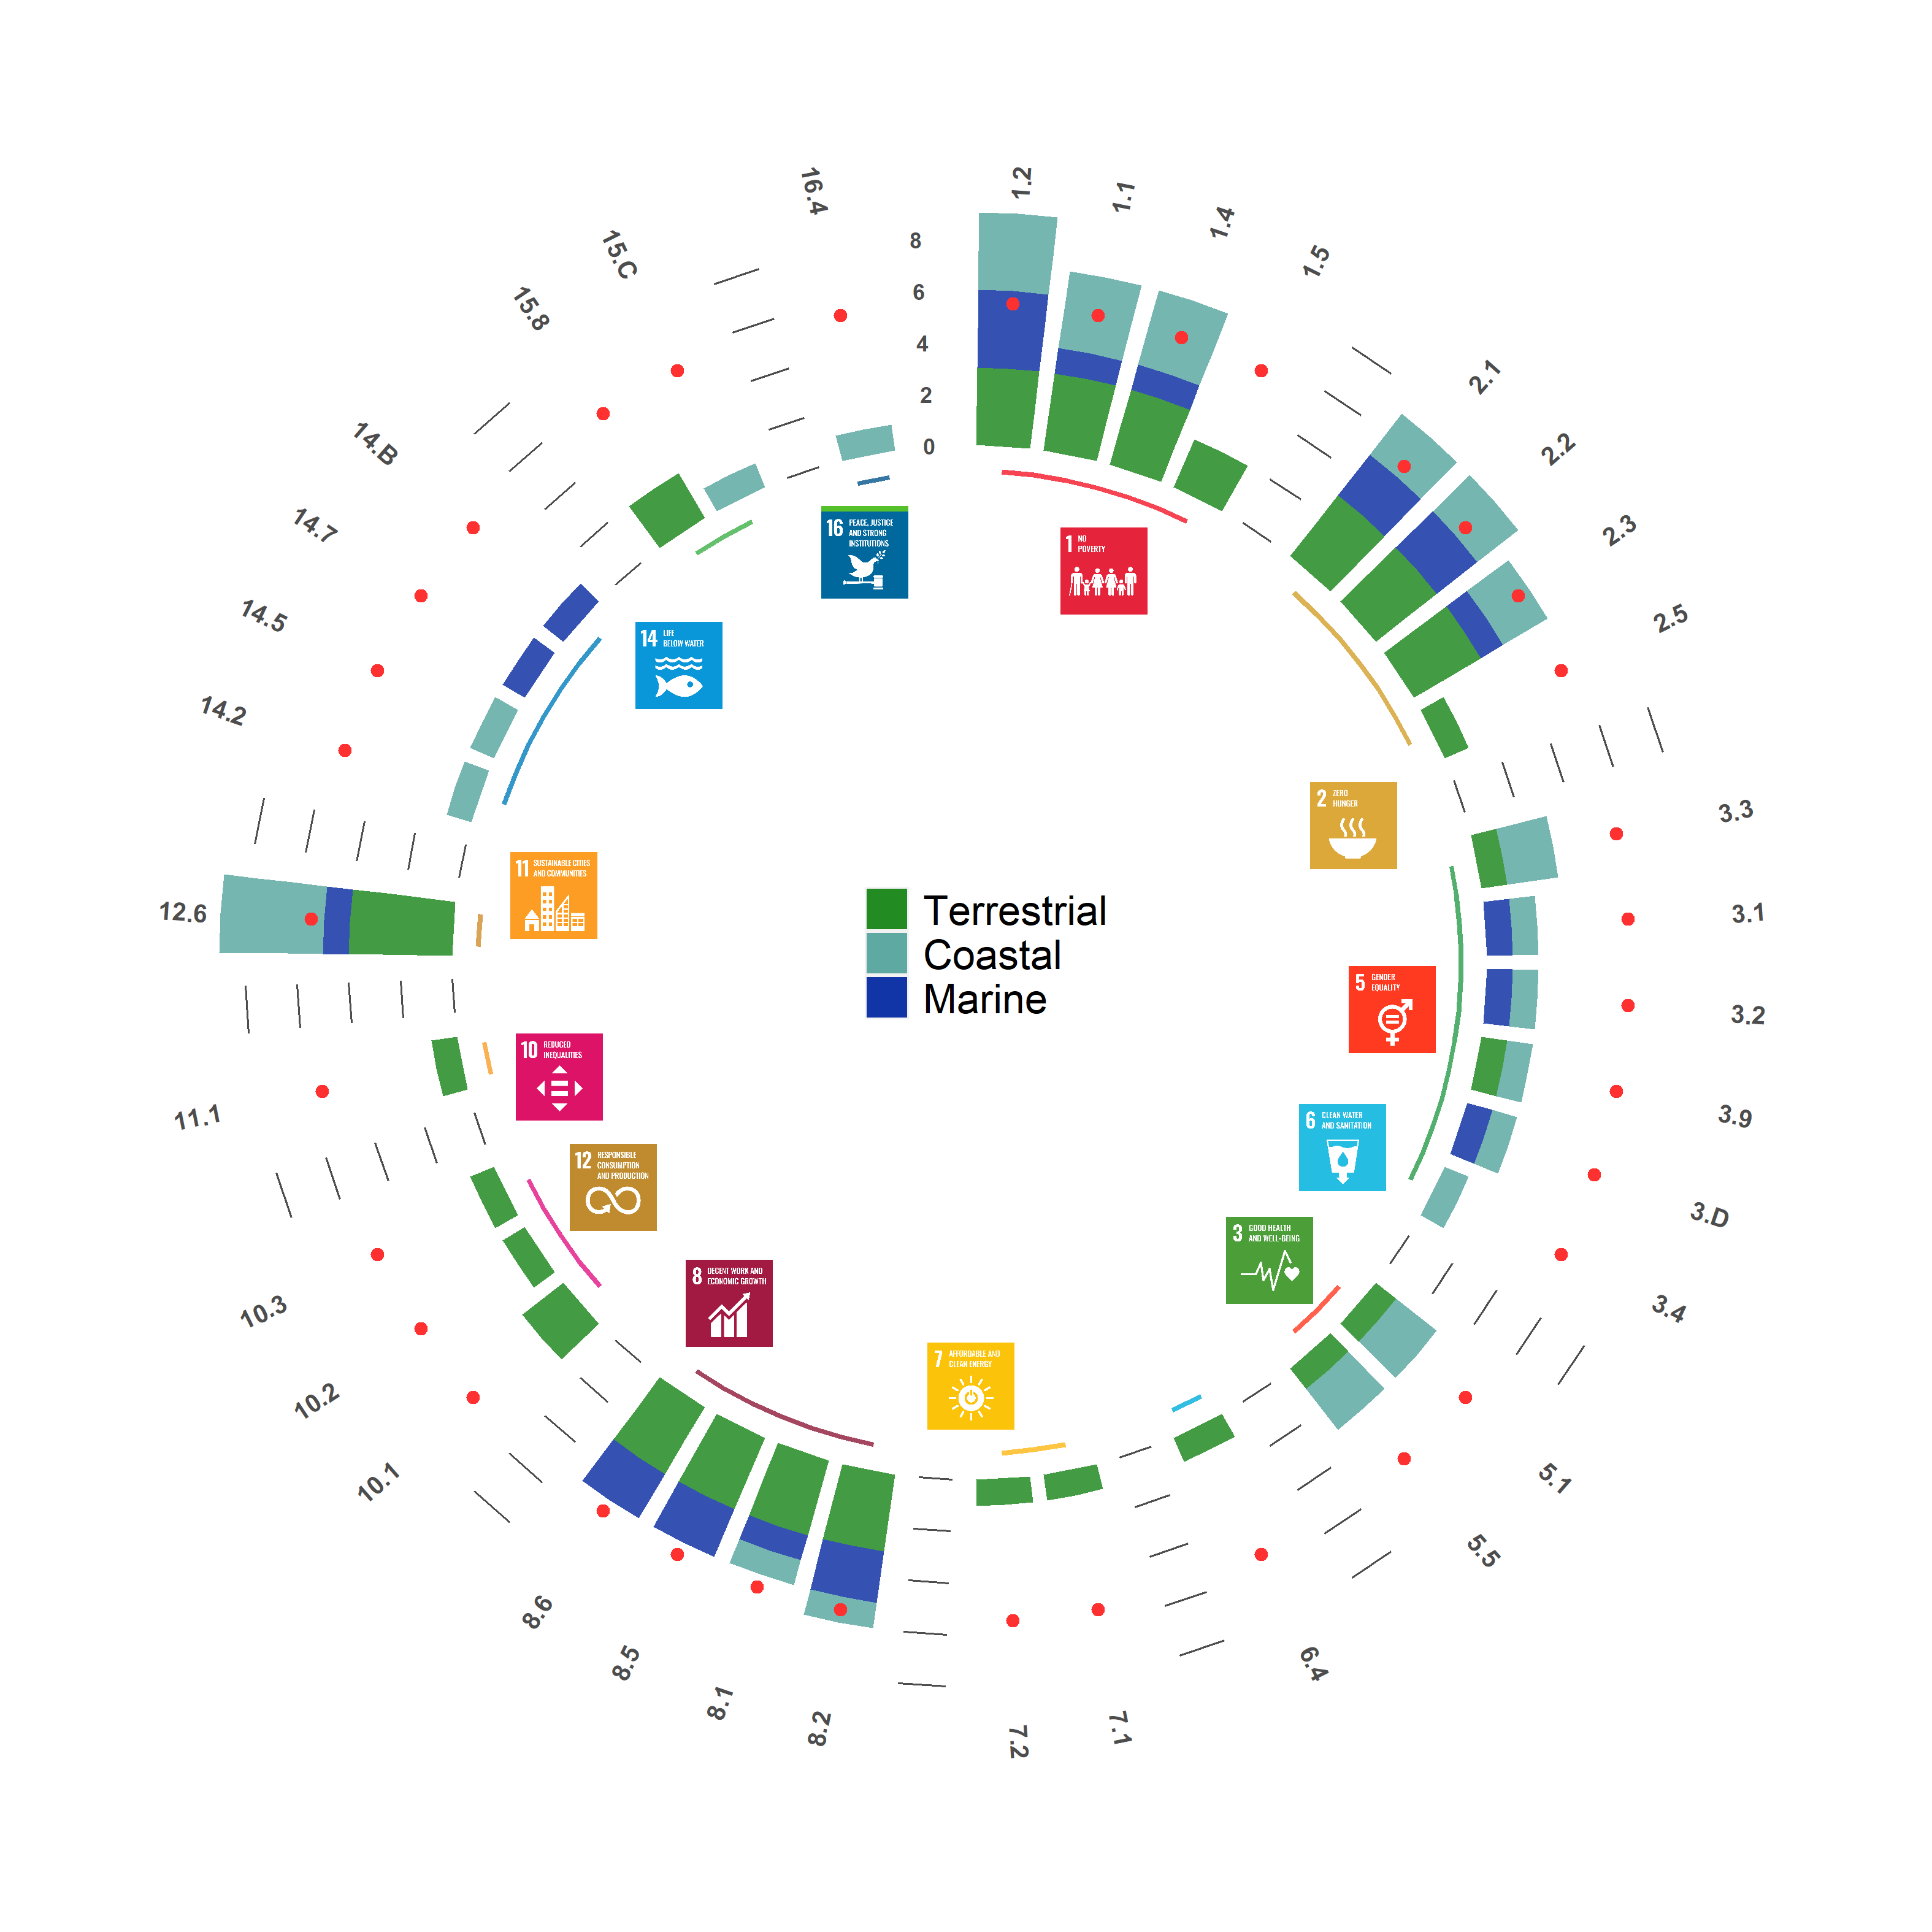 1.2
1.1
1.4
1.5
2.1
2.2
2.3
2.5
3.3
3.1
3.2
3.9
3.D
3.4
5.1
5.5
6.4
7.1
7.2
8.2
8.1
8.5
8.6
10.1
10.2
10.3
11.1
12.6
14.2
14.5
14.7
14.B
15.8
15.C
16.4
8
6
4
2
0
1 NO
POVERTY
2 ZERO
HUNGER
5 GENDER
EQUALITY
6 CLEAN WATER
AND SANITATION
3 GOOD HEALTH
AND WELL-BEING
7 AFFORDABLE AND
CLEAN ENERGY
8 DECENT WORK AND
ECONOMIC GROWTH
12 RESPONSIBLE
CONSUMPTION
AND PRODUCTION
10 REDUCED
INEQUALITIES
11 SUSTAINABLE CITIES
AND COMMUNITIES
14 LIFE
BELOW WATER
16 PEACE, JUSTICE
AND STRONG
INSTITUTIONS
Terrestrial
Coastal
Marine